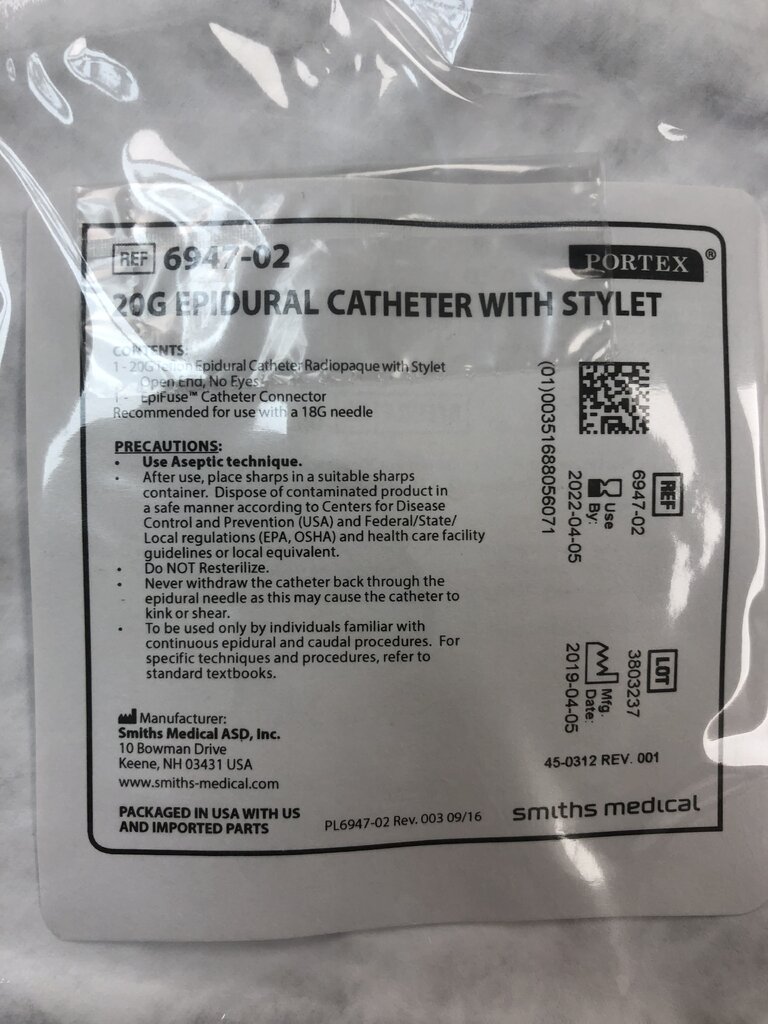 REF 6947-02
PORTEX®
20G EPIDURAL CATHETER WITH STYLET
CONTENTS:
1 - 20G Teflon Epidural Catheter Radiopaque with Stylet
Open End, No Eyes
1 - EpiFuse™ Catheter Connector
Recommended for use with a 18G needle
PRECAUTIONS:
• Use Aseptic technique.
• After use, place sharps in a suitable sharps
container. Dispose of contaminated product in
a safe manner according to Centers for Disease
Control and Prevention (USA) and Federal/State/
Local regulations (EPA, OSHA) and health care facility
guidelines or local equivalent.
• Do NOT Resterilize.
• Never withdraw the catheter back through the
epidural needle as this may cause the catheter to
kink or shear.
• To be used only by individuals familiar with
continuous epidural and caudal procedures. For
specific techniques and procedures, refer to
standard textbooks.
Manufacturer:
Smiths Medical ASD, Inc.
10 Bowman Drive
Keene, NH 03431 USA
www.smiths-medical.com
PACKAGED IN USA WITH US
AND IMPORTED PARTS
PL6947-02 Rev. 003 09/16
(01)00351688056071
REF
6947-02
Use
By:
2022-04-05
LOT
3803237
Mfg.
Date:
2019-04-05
45-0312 REV. 001
smiths medical